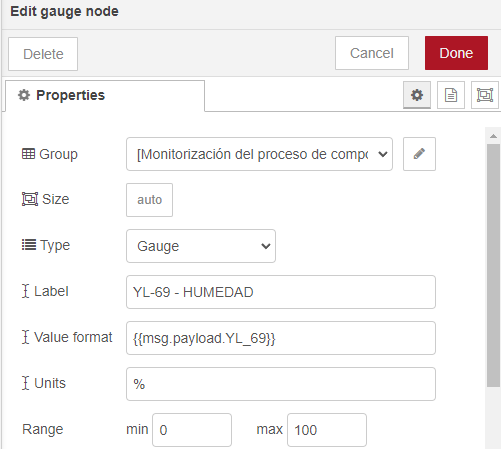 Edit gauge node
Delete Cancel Done
Properties
Group [Monitorización del proceso de compo
Size auto
Type Gauge
Label YL-69 - HUMEDAD
Value format {{msg.payload.YL_69}}
Units %
Range min 0 max 100